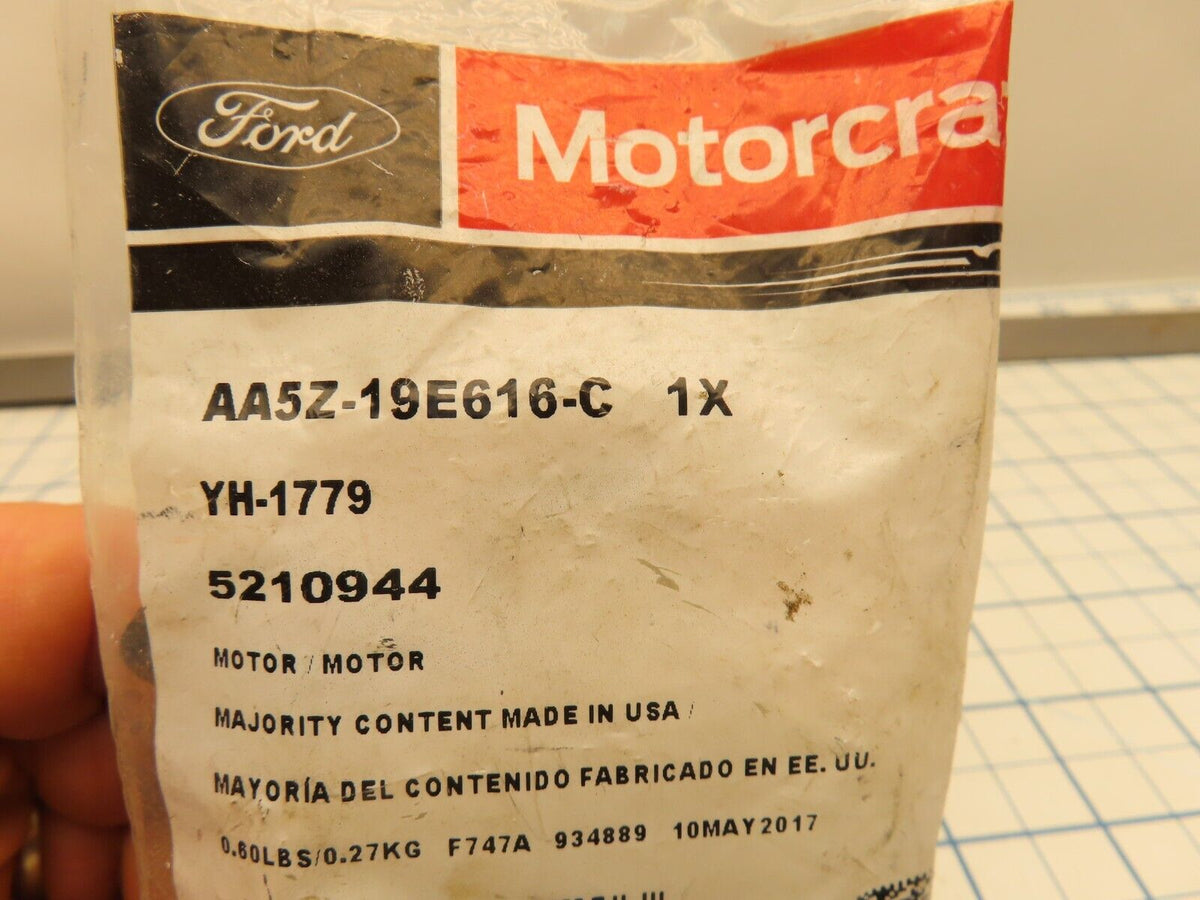 Ford Motorcra
AA5Z-19E616-C 1X
YH-1779
5210944
MOTOR / MOTOR
MAJORITY CONTENT MADE IN USA /
MAYORÍA DEL CONTENIDO FABRICADO EN EE. UU.
0.60LBS/0.27KG F747A 934889 10MAY2017